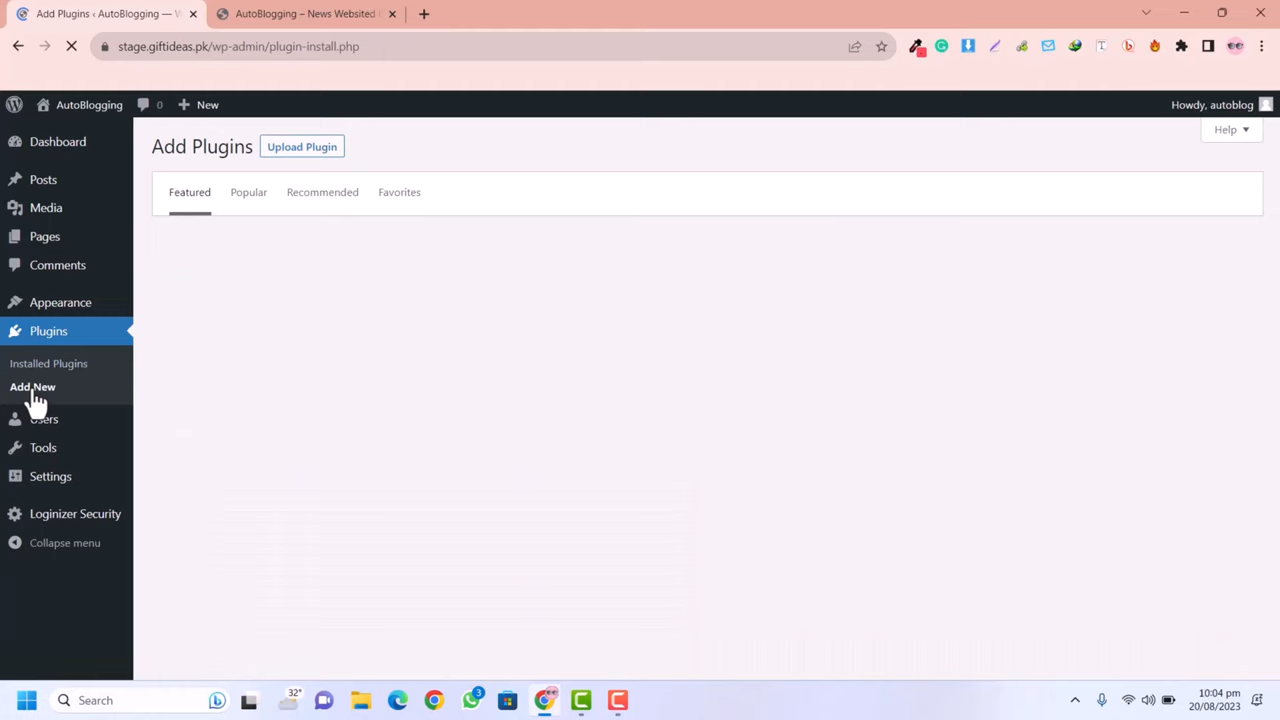 Add Plugins ‹ AutoBlogging — W
AutoBlogging – News Websited
stage.giftideas.pk/wp-admin/plugin-install.php
AutoBlogging
0
New
Howdy, autoblog
Dashboard
Posts
Media
Pages
Comments
Appearance
Plugins
Installed Plugins
Add New
Users
Tools
Settings
Loginizer Security
Collapse menu
Add Plugins
Upload Plugin
Help
Featured
Popular
Recommended
Favorites
Search
32°
3
10:04 pm
20/08/2023